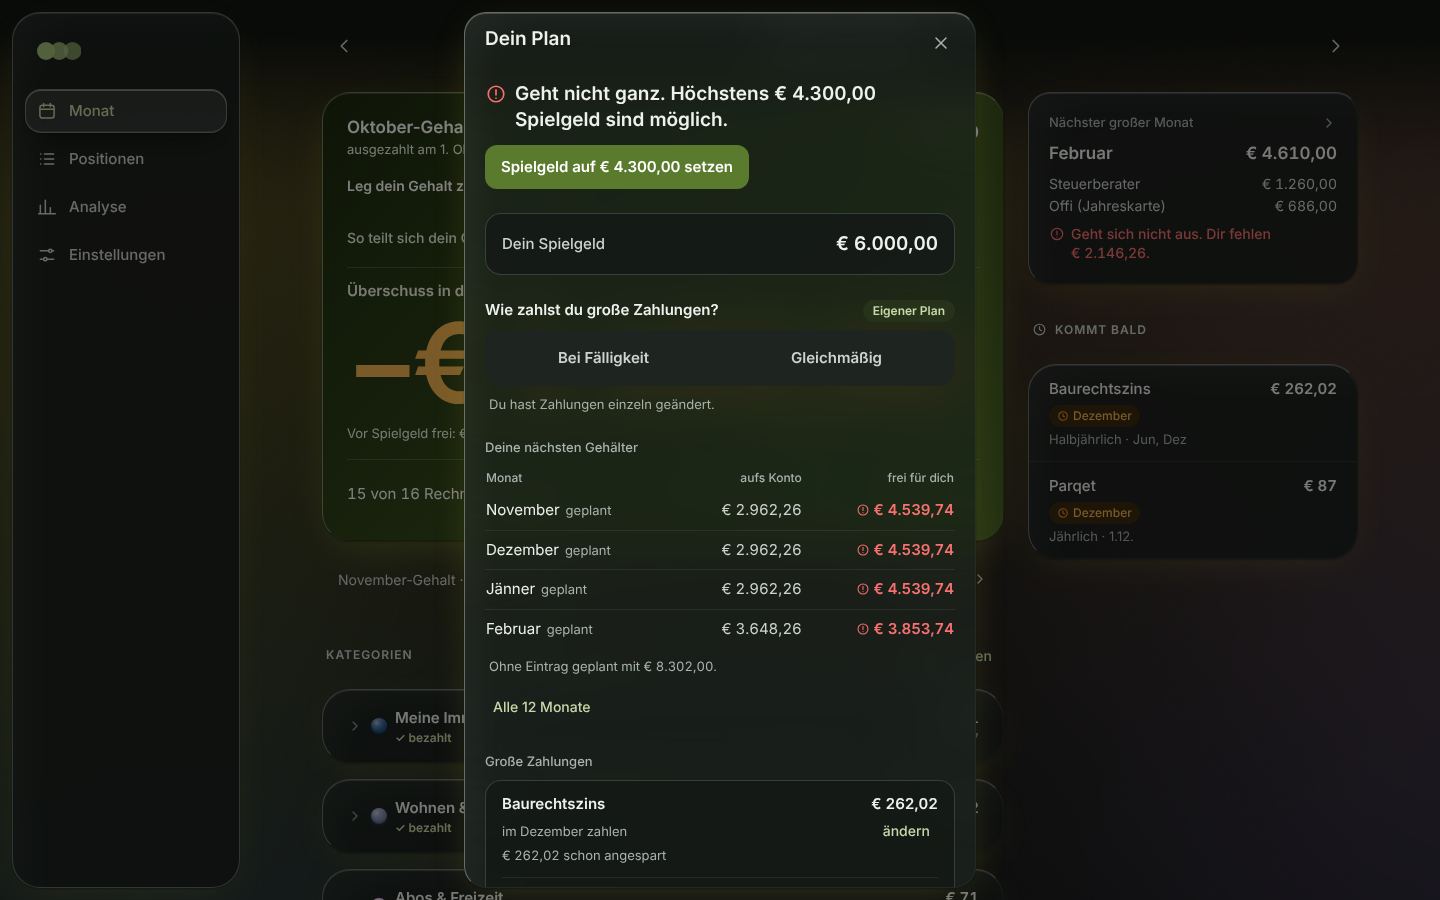 Monat
Positionen
Analyse
Einstellungen
Oktober-Geha
ausgezahlt am 1. O
Leg dein Gehalt z
So teilt sich dein
Überschuss in d
–€
Vor Spielgeld frei: €
15 von 16 Rechn
November-Gehalt ·
KATEGORIEN
en
Meine Im
✓ bezahlt
Wohnen &
✓ bezahlt
Abos & Freizeit
€ 71
Dein Plan
Geht nicht ganz. Höchstens € 4.300,00
Spielgeld sind möglich.
Spielgeld auf € 4.300,00 setzen
Dein Spielgeld € 6.000,00
Wie zahlst du große Zahlungen? Eigener Plan
Bei Fälligkeit Gleichmäßig
Du hast Zahlungen einzeln geändert.
Deine nächsten Gehälter
Monat aufs Konto frei für dich
November geplant € 2.962,26 € 4.539,74
Dezember geplant € 2.962,26 € 4.539,74
Jänner geplant € 2.962,26 € 4.539,74
Februar geplant € 3.648,26 € 3.853,74
Ohne Eintrag geplant mit € 8.302,00.
Alle 12 Monate
Große Zahlungen
Baurechtszins € 262,02
im Dezember zahlen ändern
€ 262,02 schon angespart
Nächster großer Monat
Februar € 4.610,00
Steuerberater € 1.260,00
Offi (Jahreskarte) € 686,00
Geht sich nicht aus. Dir fehlen
€ 2.146,26.
KOMMT BALD
Baurechtszins € 262,02
Dezember
Halbjährlich · Jun, Dez
Parqet € 87
Dezember
Jährlich · 1.12.